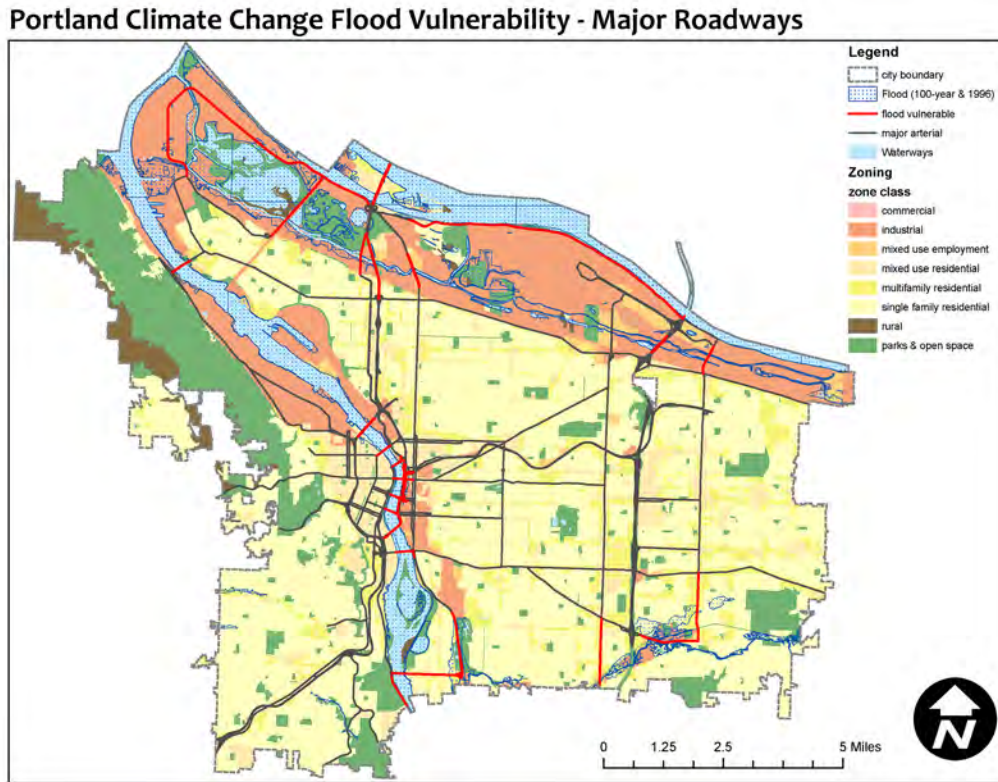 Portland Climate Change Flood Vulnerability - Major Roadways
Legend
city boundary
Flood (100-year & 1996)
flood vulnerable
major arterial
Waterways
Zoning
zone class
commercial
industrial
mixed use employment
mixed use residential
multifamily residential
single family residential
rural
parks & open space
N
0 1.25 2.5 5 Miles